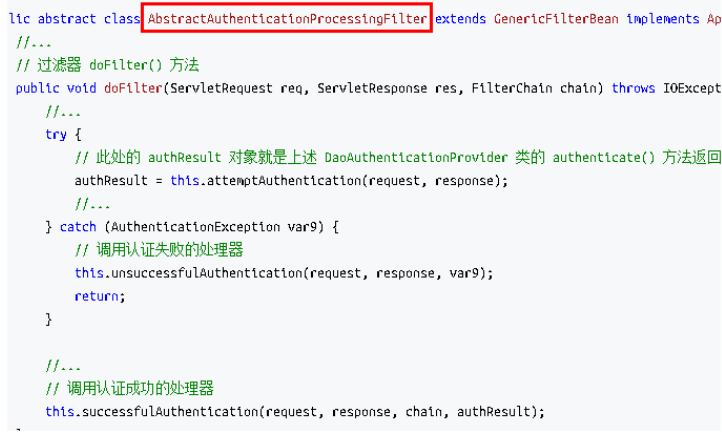 lic abstract class AbstractAuthenticationProcessingFilter extends GenericFilterBean implements Ap
//...
// 过滤器 doFilter() 方法
public void doFilter(ServletRequest req, ServletResponse res, FilterChain chain) throws IOExcept
//...
try {
// 此处的 authResult 对象就是上述 DaoAuthenticationProvider 类的 authenticate() 方法返回
authResult = this.attemptAuthentication(request, response);
//...
} catch (AuthenticationException var9) {
// 调用认证失败的处理器
this.unsuccessfulAuthentication(request, response, var9);
return;
}
//...
// 调用认证成功的处理器
this.successfulAuthentication(request, response, chain, authResult);